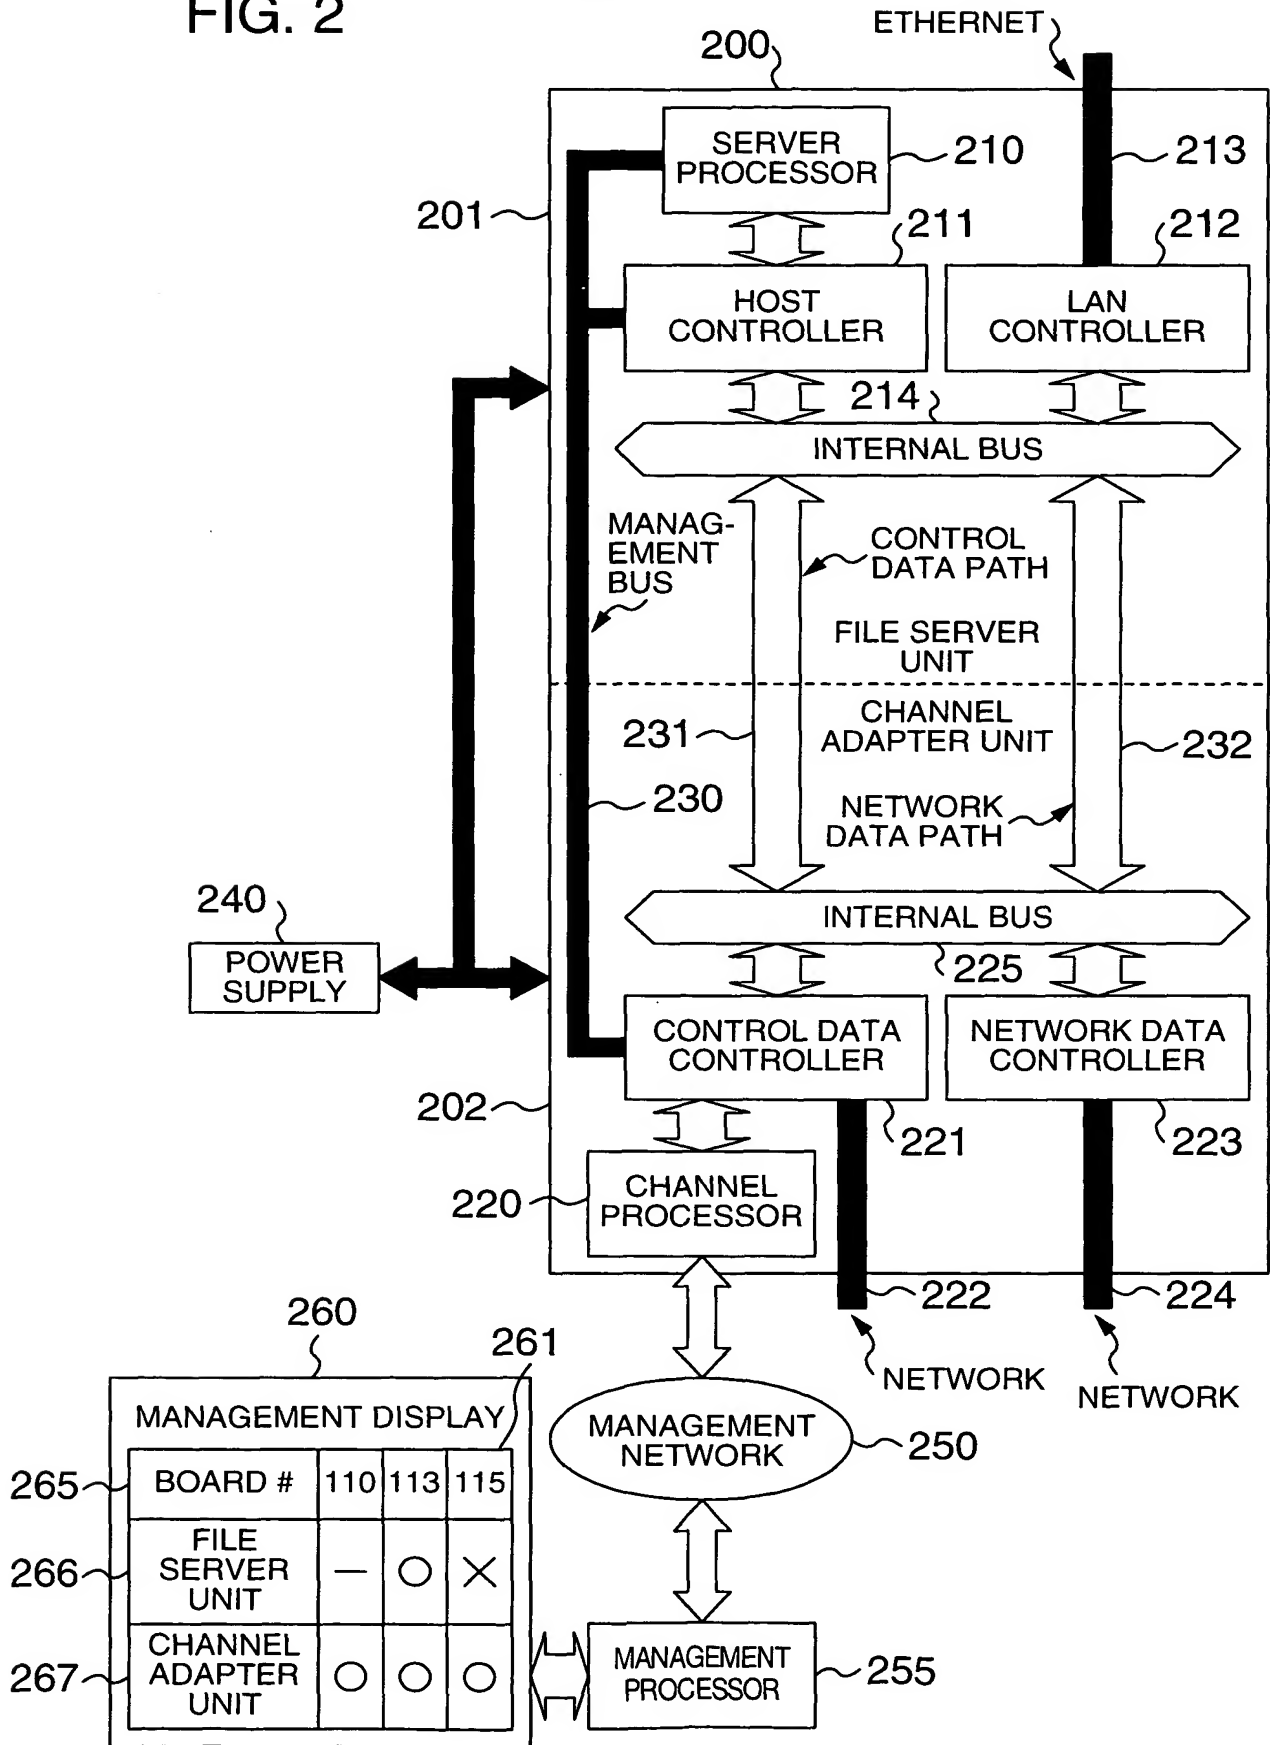 FIG. 2
ETHERNET
200
SERVER
PROCESSOR
210
213
201
211
212
HOST
CONTROLLER
LAN
CONTROLLER
214
INTERNAL BUS
MANAG-
EMENT
BUS
CONTROL
DATA PATH
FILE SERVER
UNIT
231
CHANNEL
ADAPTER UNIT
232
230
NETWORK
DATA PATH
240
INTERNAL BUS
POWER
SUPPLY
225
CONTROL DATA
CONTROLLER
NETWORK DATA
CONTROLLER
202
221
223
220
CHANNEL
PROCESSOR
222
224
260
261
NETWORK
NETWORK
MANAGEMENT DISPLAY
MANAGEMENT
NETWORK
250
265
BOARD # 110 113 115
266
FILE
SERVER
UNIT
— ○ ×
267
CHANNEL
ADAPTER
UNIT
○ ○ ○
MANAGEMENT
PROCESSOR
255